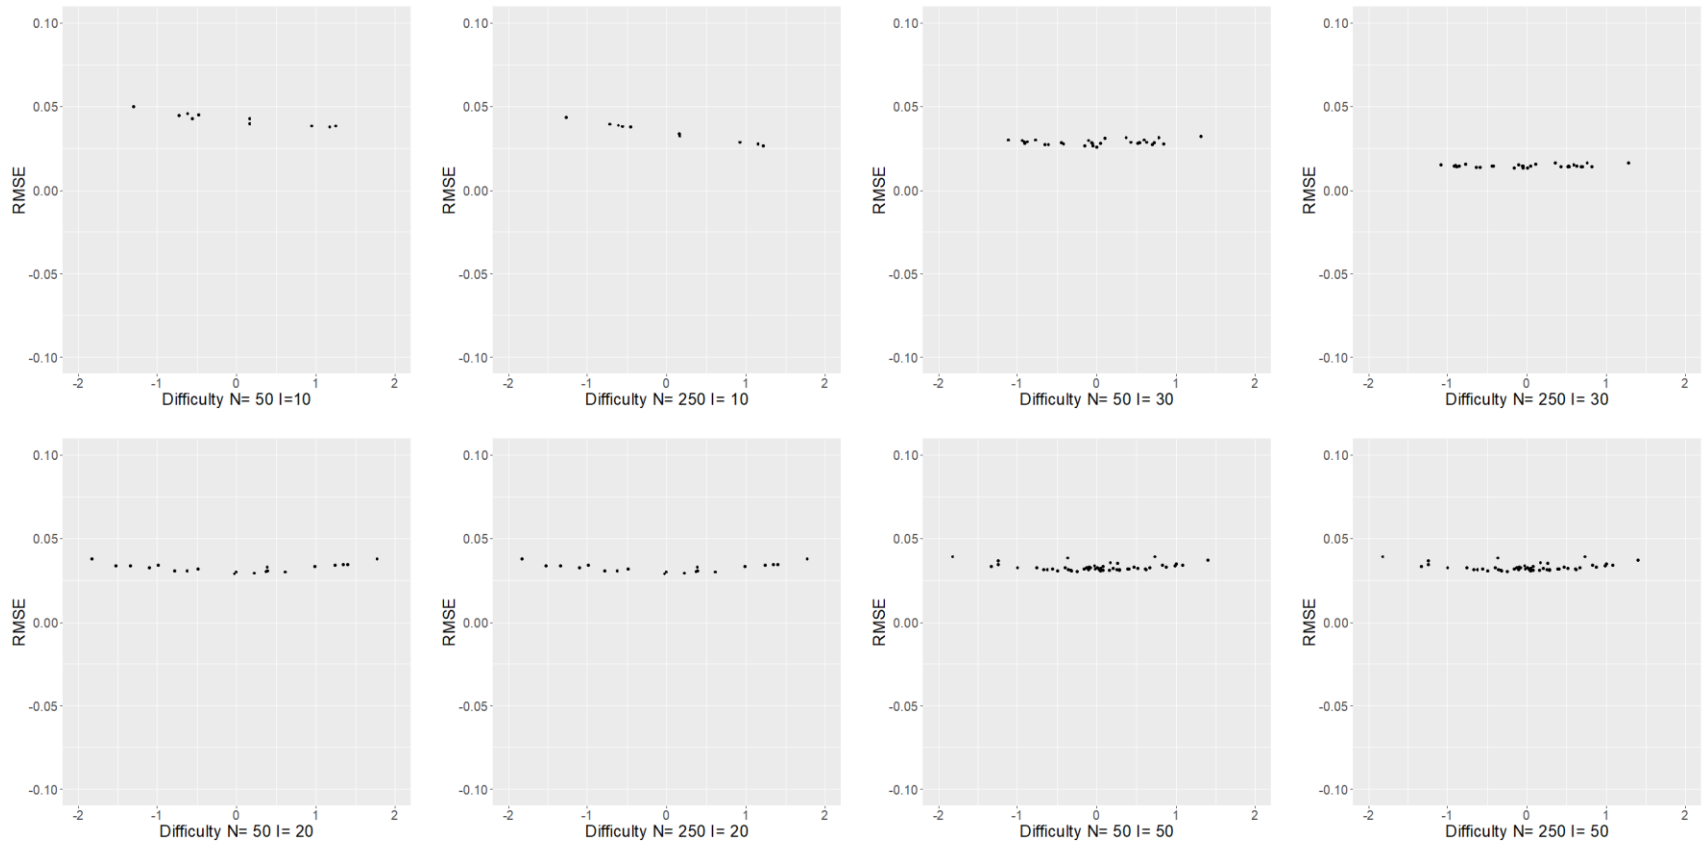 0.10
0.05
0.00
-0.05
-0.10
RMSE
-2 -1 0 1 2
Difficulty N= 50 I=10
0.10
0.05
0.00
-0.05
-0.10
RMSE
-2 -1 0 1 2
Difficulty N= 250 I= 10
0.10
0.05
0.00
-0.05
-0.10
RMSE
-2 -1 0 1 2
Difficulty N= 50 I= 30
0.10
0.05
0.00
-0.05
-0.10
RMSE
-2 -1 0 1 2
Difficulty N= 250 I= 30
0.10
0.05
0.00
-0.05
-0.10
RMSE
-2 -1 0 1 2
Difficulty N= 50 I= 20
0.10
0.05
0.00
-0.05
-0.10
RMSE
-2 -1 0 1 2
Difficulty N= 250 I= 20
0.10
0.05
0.00
-0.05
-0.10
RMSE
-2 -1 0 1 2
Difficulty N= 50 I= 50
0.10
0.05
0.00
-0.05
-0.10
RMSE
-2 -1 0 1 2
Difficulty N= 250 I= 50